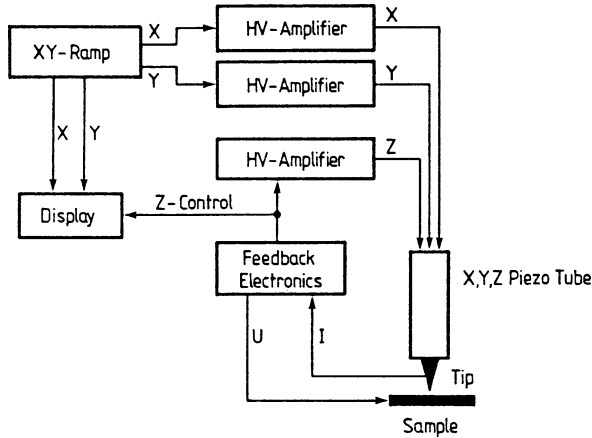 X
HV-Amplifier
X
XY-Ramp
Y
HV-Amplifier
Y
X
Y
HV-Amplifier
Z
Z-Control
Display
Feedback
Electronics
X,Y,Z Piezo Tube
U
I
Tip
Sample